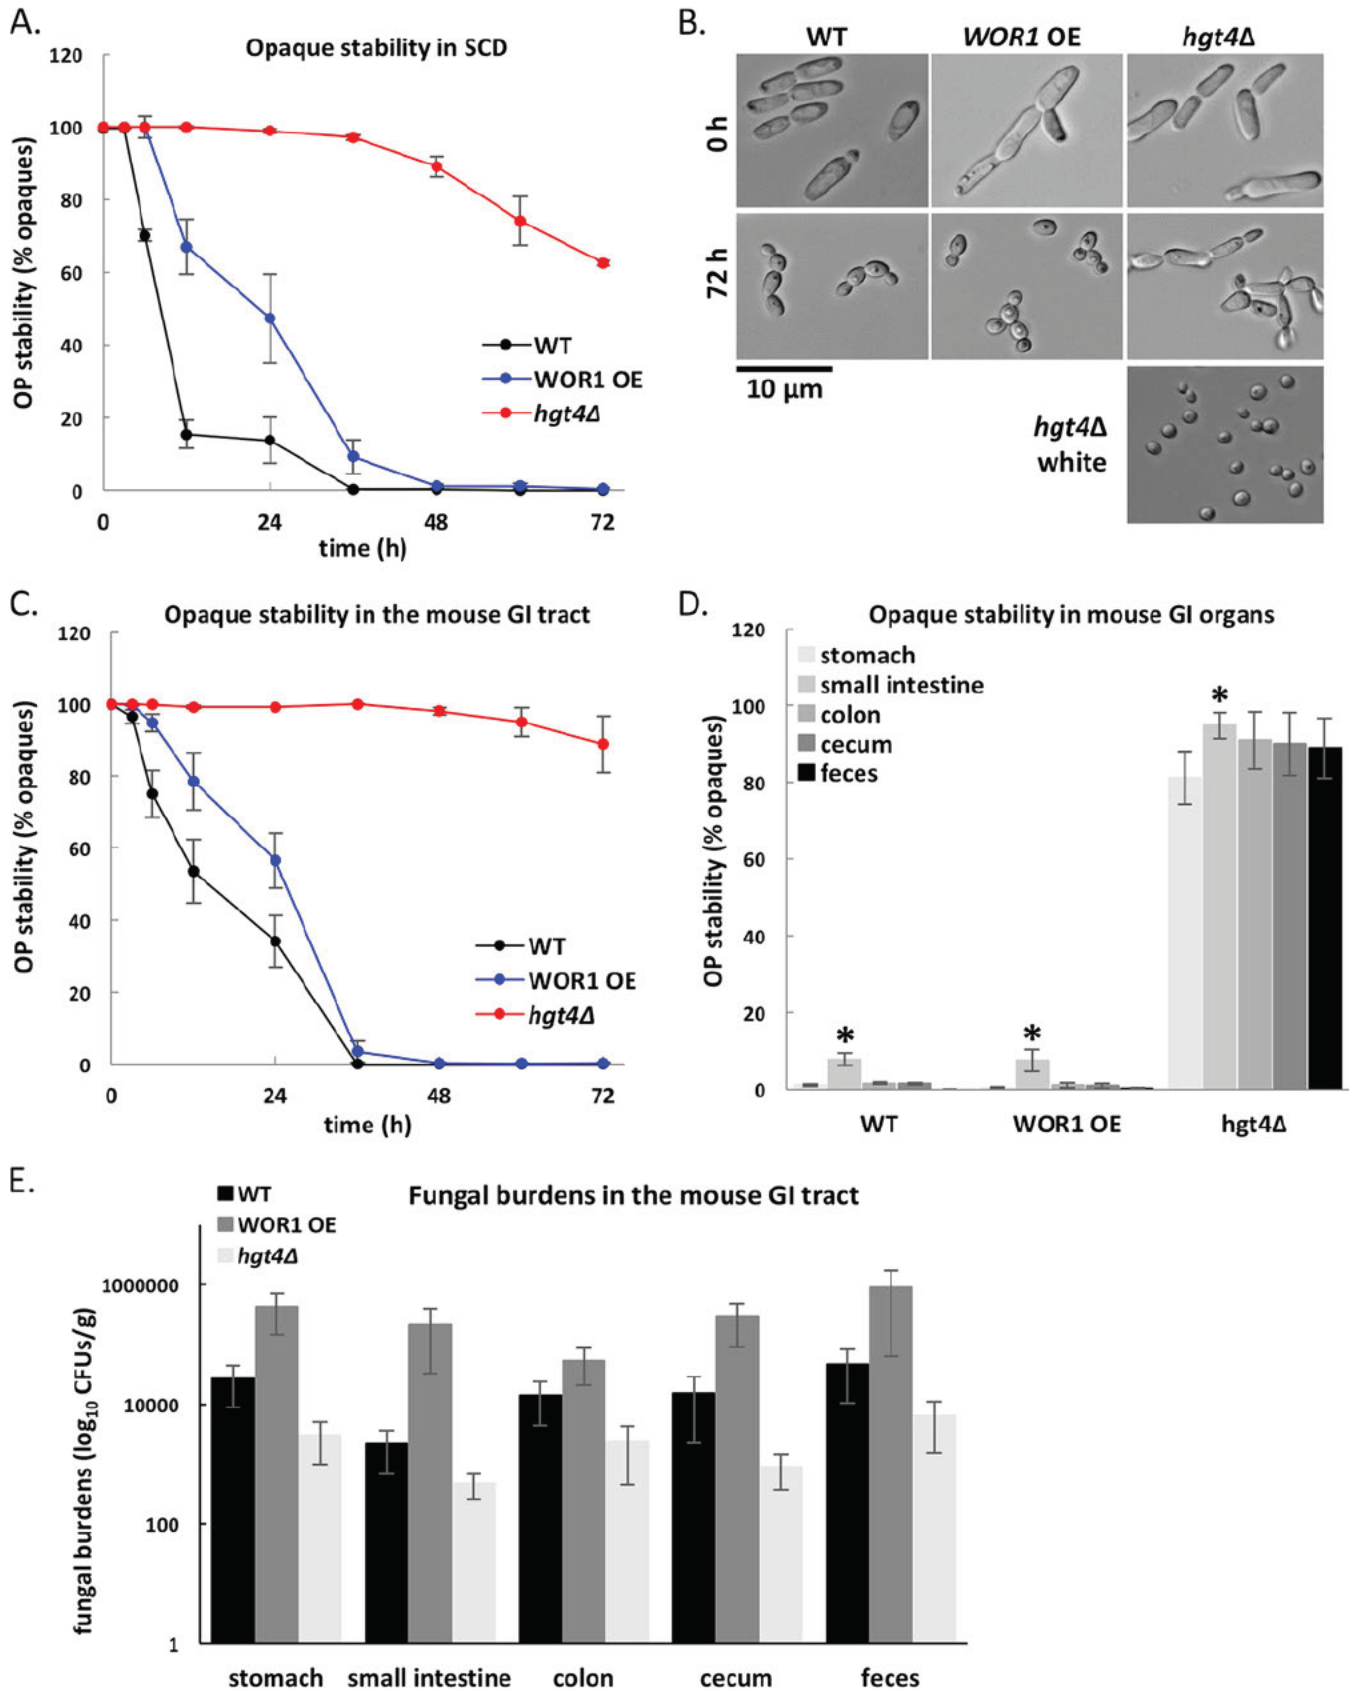 A.
Opaque stability in SCD
OP stability (% opaques)
120
100
80
60
40
20
0
0 24 48 72
time (h)
WT
WOR1 OE
hgt4Δ
B.
WT WOR1 OE hgt4Δ
0 h
72 h
10 µm
hgt4Δ
white
C.
Opaque stability in the mouse GI tract
OP stability (% opaques)
120
100
80
60
40
20
0
0 24 48 72
time (h)
WT
WOR1 OE
hgt4Δ
D.
Opaque stability in mouse GI organs
OP stability (% opaques)
120
100
80
60
40
20
0
stomach
small intestine
colon
cecum
feces
* * *
WT WOR1 OE hgt4Δ
E.
Fungal burdens in the mouse GI tract
WT
WOR1 OE
hgt4Δ
fungal burdens (log10 CFUs/g)
1000000
10000
100
1
stomach small intestine colon cecum feces